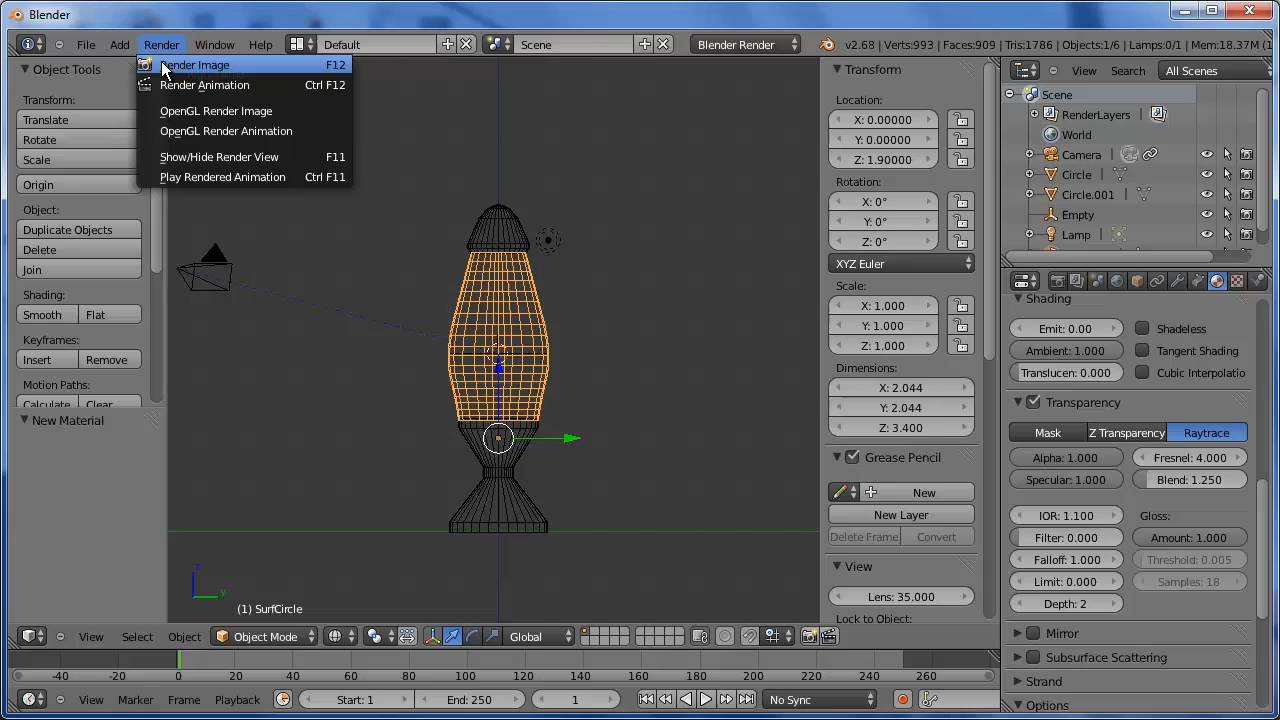 Blender
File Add Render Window Help Default Scene Blender Render v2.68 | Verts:993 | Faces:909 | Tris:1786 | Objects:1/6 | Lamps:0/1 | Mem:18.37M
Render Image F12
Render Animation Ctrl F12
OpenGL Render Image
OpenGL Render Animation
Show/Hide Render View F11
Play Rendered Animation Ctrl F11
Object Tools
Transform:
Translate
Rotate
Scale
Origin
Object:
Duplicate Objects
Delete
Join
Shading:
Smooth Flat
Keyframes:
Insert Remove
Motion Paths:
Calculate Clear
New Material
z
y
(1) SurfCircle
Transform
Location:
X: 0.00000
Y: 0.00000
Z: 1.90000
Rotation:
X: 0°
Y: 0°
Z: 0°
XYZ Euler
Scale:
X: 1.000
Y: 1.000
Z: 1.000
Dimensions:
X: 2.044
Y: 2.044
Z: 3.400
Grease Pencil
New
New Layer
Delete Frame Convert
View
Lens: 35.000
Lock to Object:
View Search All Scenes
Scene
RenderLayers
World
Camera
Circle
Circle.001
Empty
Lamp
Shading
Emit: 0.00 Shadeless
Ambient: 1.000 Tangent Shading
Translucen: 0.000 Cubic Interpolatio
Transparency
Mask Z Transparency Raytrace
Alpha: 1.000 Fresnel: 4.000
Specular: 1.000 Blend: 1.250
IOR: 1.100 Gloss:
Filter: 0.000 Amount: 1.000
Falloff: 1.000 Threshold: 0.005
Limit: 0.000 Samples: 18
Depth: 2
Mirror
Subsurface Scattering
Strand
Options
View Select Object Object Mode Global
-40 -20 0 20 40 60 80 100 120 140 160 180 200 220 240 260
View Marker Frame Playback Start: 1 End: 250 1 No Sync